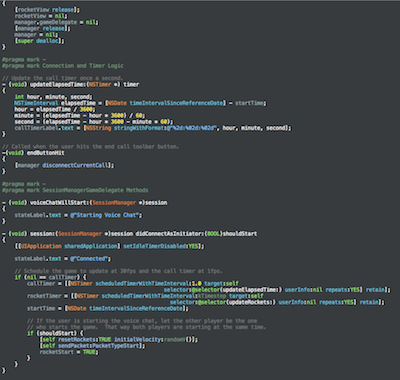 {
[rocketView release];
rocketView = nil;
manager.gameDelegate = nil;
[manager release];
manager = nil;
[super dealloc];
}
#pragma mark -
#pragma mark Connection and Timer Logic
// Update the call timer once a second.
- (void) updateElapsedTime:(NSTimer *) timer
{
int hour, minute, second;
NSTimeInterval elapsedTime = [NSDate timeIntervalSinceReferenceDate] - startTime;
hour = elapsedTime / 3600;
minute = (elapsedTime - hour * 3600) / 60;
second = (elapsedTime - hour * 3600 - minute * 60);
callTimerLabel.text = [NSString stringWithFormat:@"%2d:%02d:%02d", hour, minute, second];
}
// Called when the user hits the end call toolbar button.
-(void) endButtonHit
{
[manager disconnectCurrentCall];
}
#pragma mark -
#pragma mark SessionManagerGameDelegate Methods
- (void) voiceChatWillStart:(SessionManager *)session
{
stateLabel.text = @"Starting Voice Chat";
}
- (void) session:(SessionManager *)session didConnectAsInitiator:(BOOL)shouldStart
{
[[UIApplication sharedApplication] setIdleTimerDisabled:YES];
stateLabel.text = @"Connected";
// Schedule the game to update at 30fps and the call timer at 1fps.
if (nil == callTimer) {
callTimer = [[NSTimer scheduledTimerWithTimeInterval:1.0 target:self
selector:@selector(updateElapsedTime:) userInfo:nil repeats:YES] retain];
rocketTimer = [[NSTimer scheduledTimerWithTimeInterval:kTimestep target:self
selector:@selector(updateRockets:) userInfo:nil repeats:YES] retain];
startTime = [NSDate timeIntervalSinceReferenceDate];
// If the user is starting the voice chat, let the other player be the one
// who starts the game. That way both players are starting at the same time.
if (shouldStart) {
[self resetRockets:TRUE initialVelocity:randomF()];
[self sendPacket:PacketTypeStart];
rocketStart = TRUE;
}